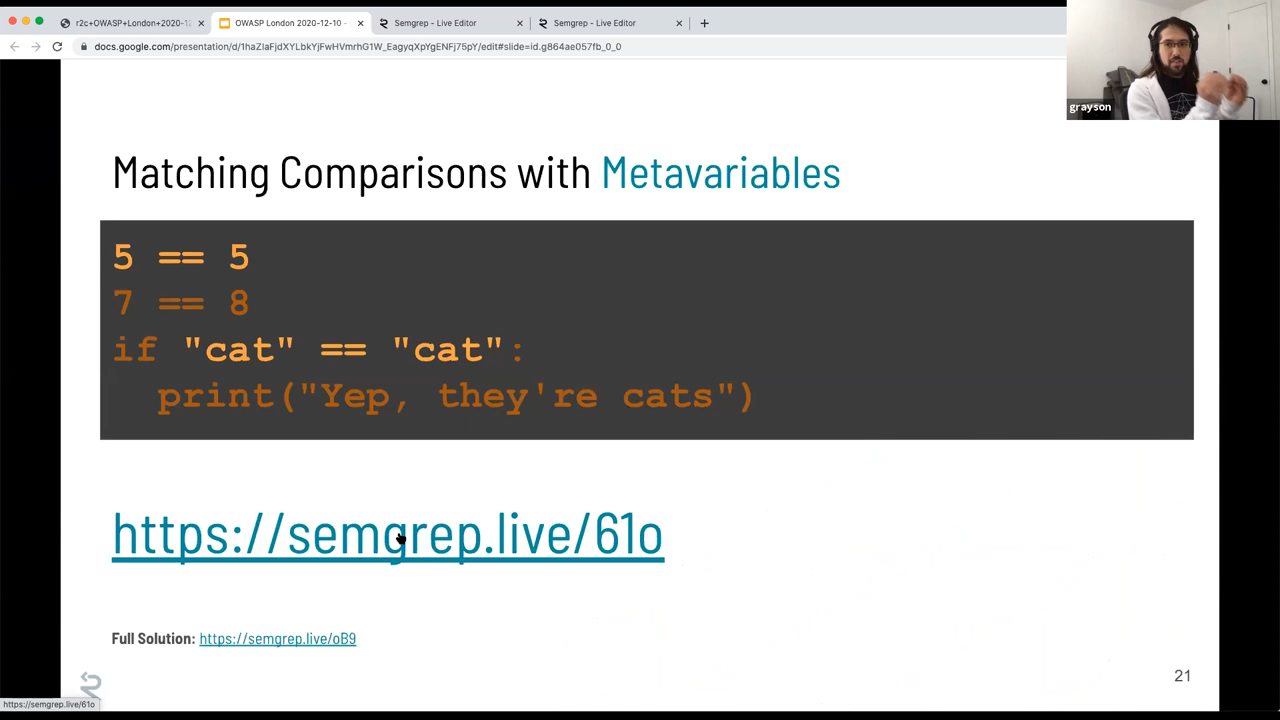 r2c+OWASP+London+2020-12-
OWASP London 2020-12-10 -
Semgrep - Live Editor
Semgrep - Live Editor
docs.google.com/presentation/d/1haZlaFjdXYLbkYjFwHVmrhG1W_EagyqXpYgENFj75pY/edit#slide=id.g864ae057fb_0_0
grayson
Matching Comparisons with Metavariables
5 == 5
7 == 8
if "cat" == "cat":
print("Yep, they're cats")
https://semgrep.live/61o
Full Solution: https://semgrep.live/oB9
21
https://semgrep.live/61o